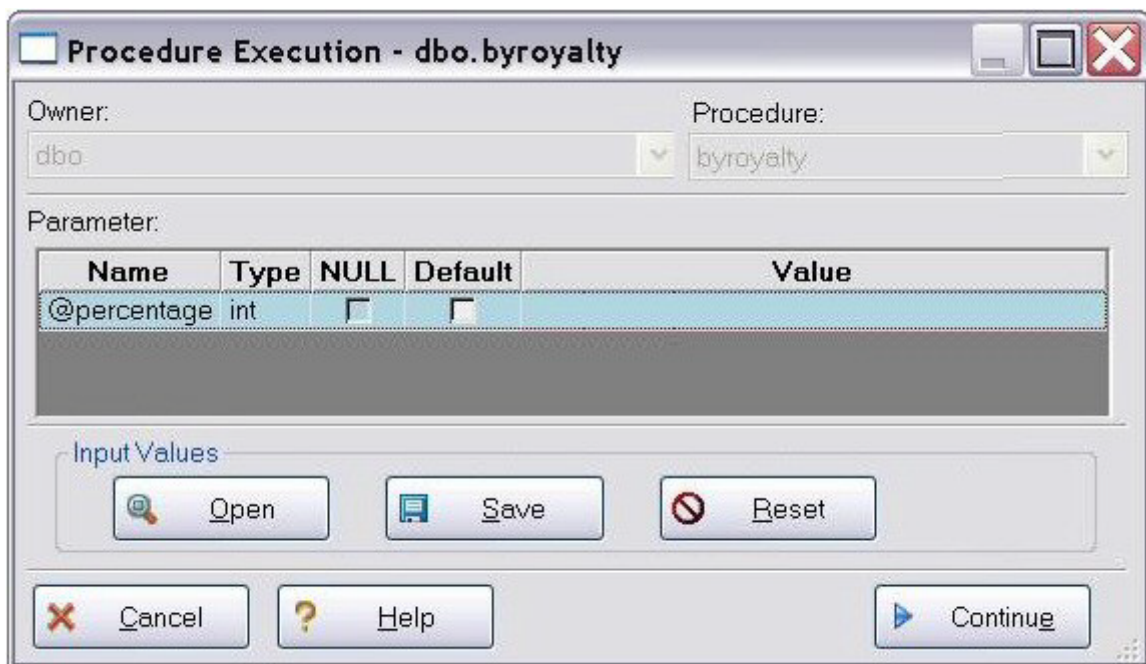 Procedure Execution - dbo.byroyalty
Owner: Procedure:
dbo byroyalty
Parameter:
Name Type NULL Default Value
@percentage int
Input Values
Open Save Reset
Cancel Help Continue